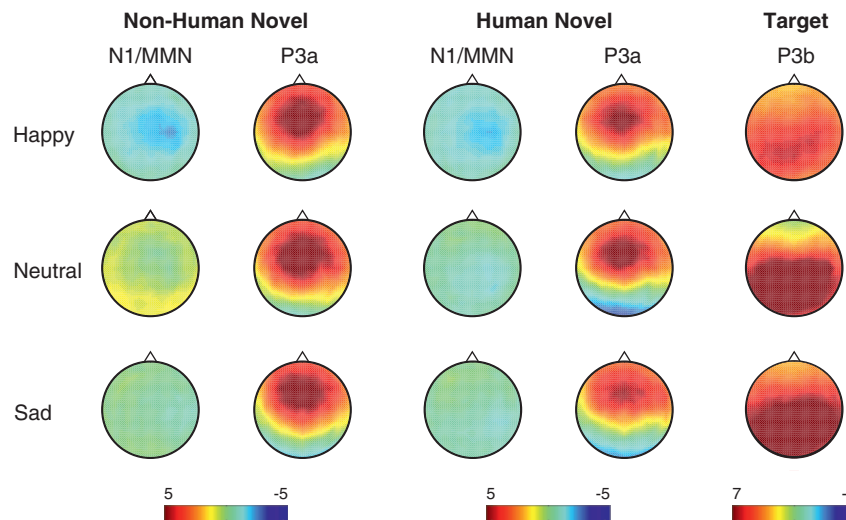 Non-Human Novel Human Novel Target
N1/MMN P3a N1/MMN P3a P3b
Happy
Neutral
Sad
5 -5 5 -5 7